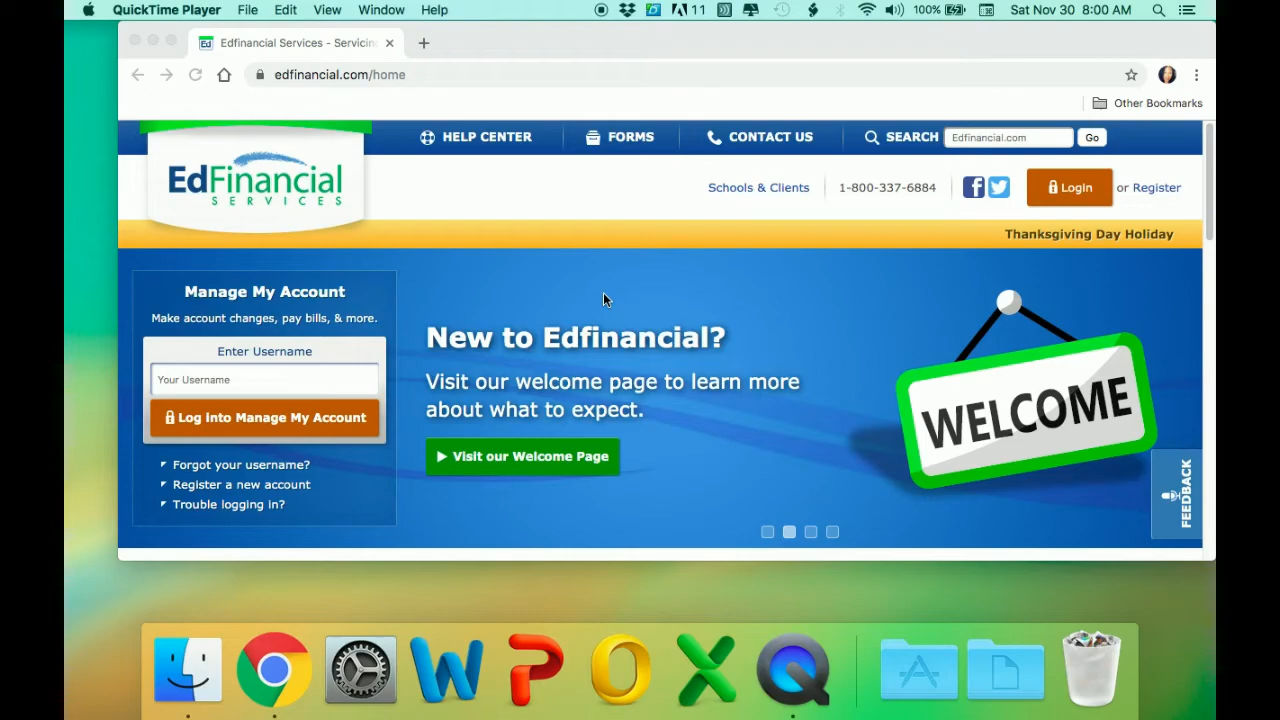 QuickTime Player File Edit View Window Help 11 100% Sat Nov 30 8:00 AM
Ed Edfinancial Services - Servicin
edfinancial.com/home
Other Bookmarks
HELP CENTER FORMS CONTACT US SEARCH Edfinancial.com Go
EdFinancial
SERVICES
Schools & Clients 1-800-337-6884 f Login or Register
Thanksgiving Day Holiday
Manage My Account
Make account changes, pay bills, & more.
Enter Username
Your Username
Log into Manage My Account
Forgot your username?
Register a new account
Trouble logging in?
New to Edfinancial?
Visit our welcome page to learn more
about what to expect.
Visit our Welcome Page
WELCOME
FEEDBACK
W P O X Q